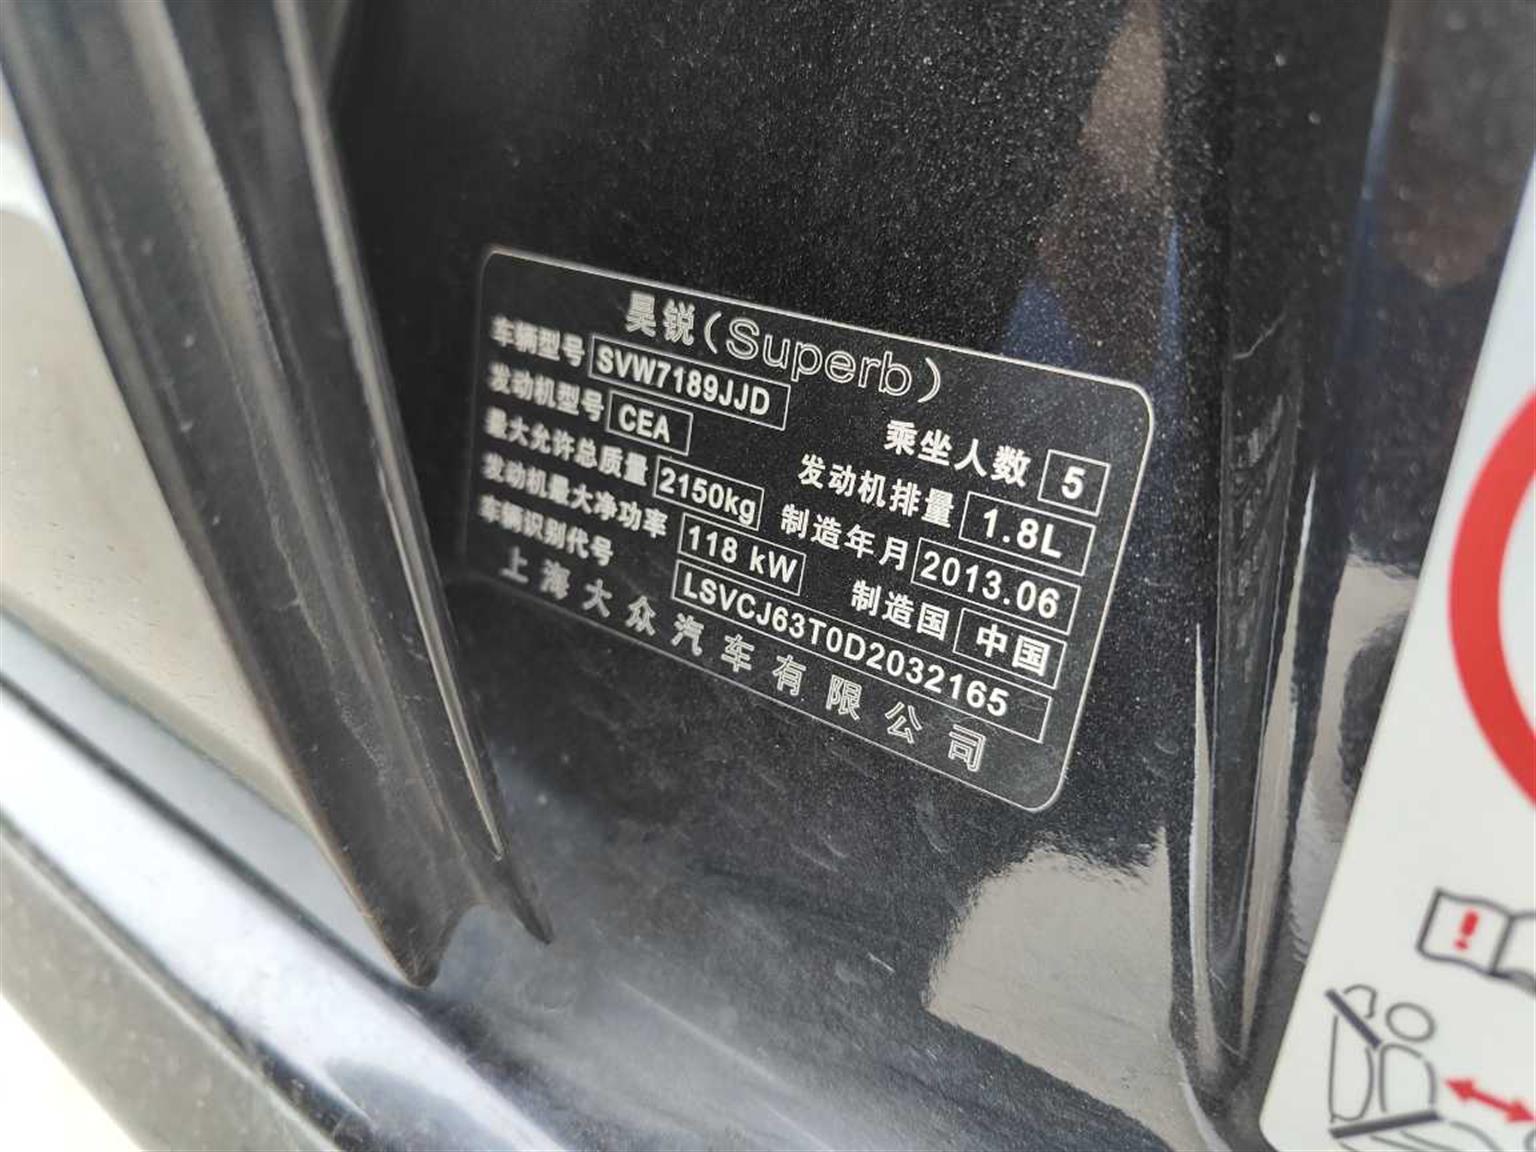 昊锐(Superb)
车辆型号 SVW7189JJD 乘坐人数 5
发动机型号 CEA 发动机排量 1.8L
最大允许总质量 2150kg 制造年月 2013.06
发动机最大净功率 118 kW 制造国 中国
车辆识别代号 LSVCJ63T0D2032165
上海大众汽车有限公司